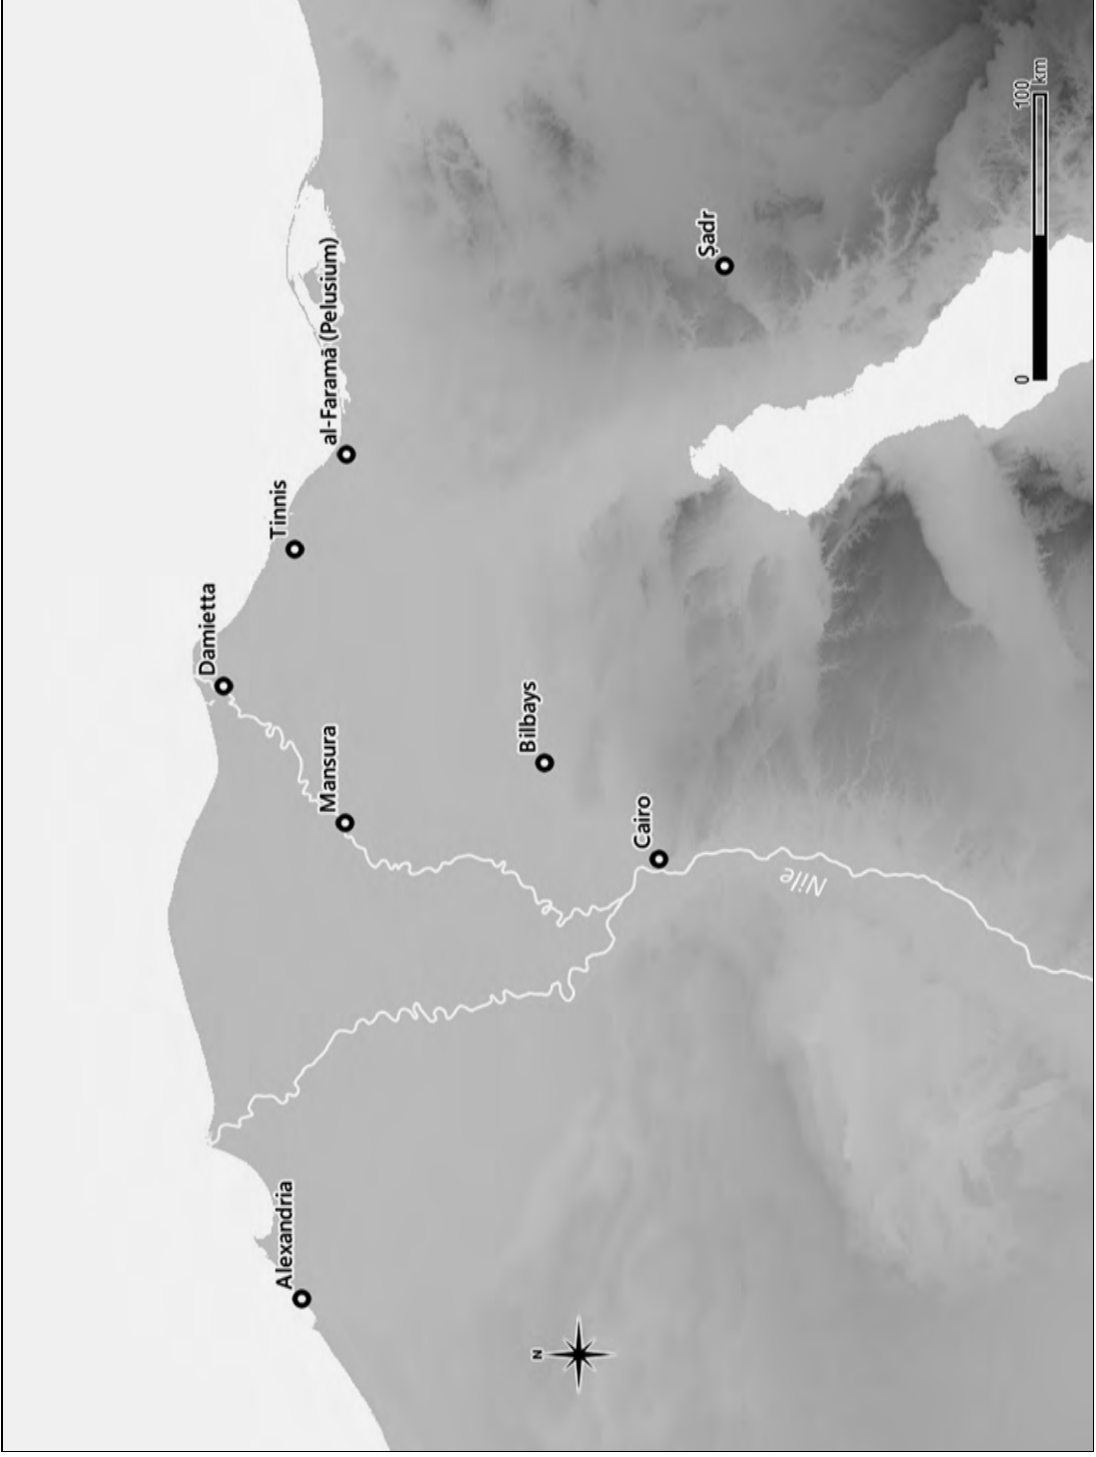 Alexandria
Damietta
Tinnis
al-Faramā (Pelusium)
Mansura
Bilbays
Cairo
Ṣadr
Nile
N
0
100
km